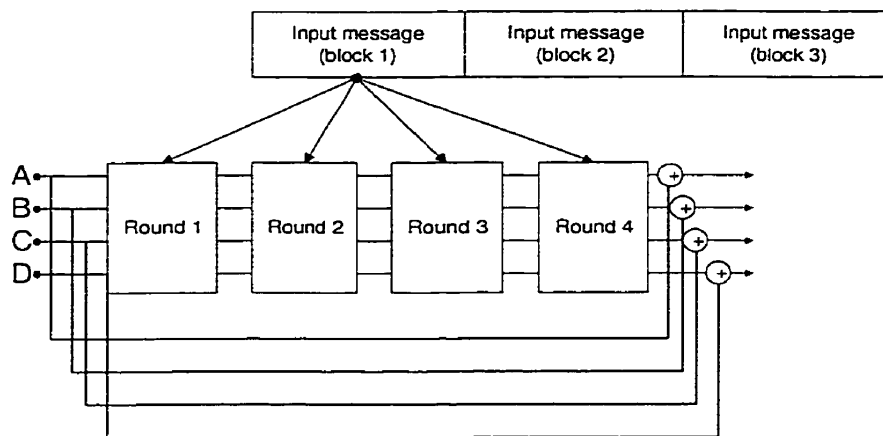 Input message
(block 1)
Input message
(block 2)
Input message
(block 3)
A
B
C
D
Round 1
Round 2
Round 3
Round 4
+
+
+
+